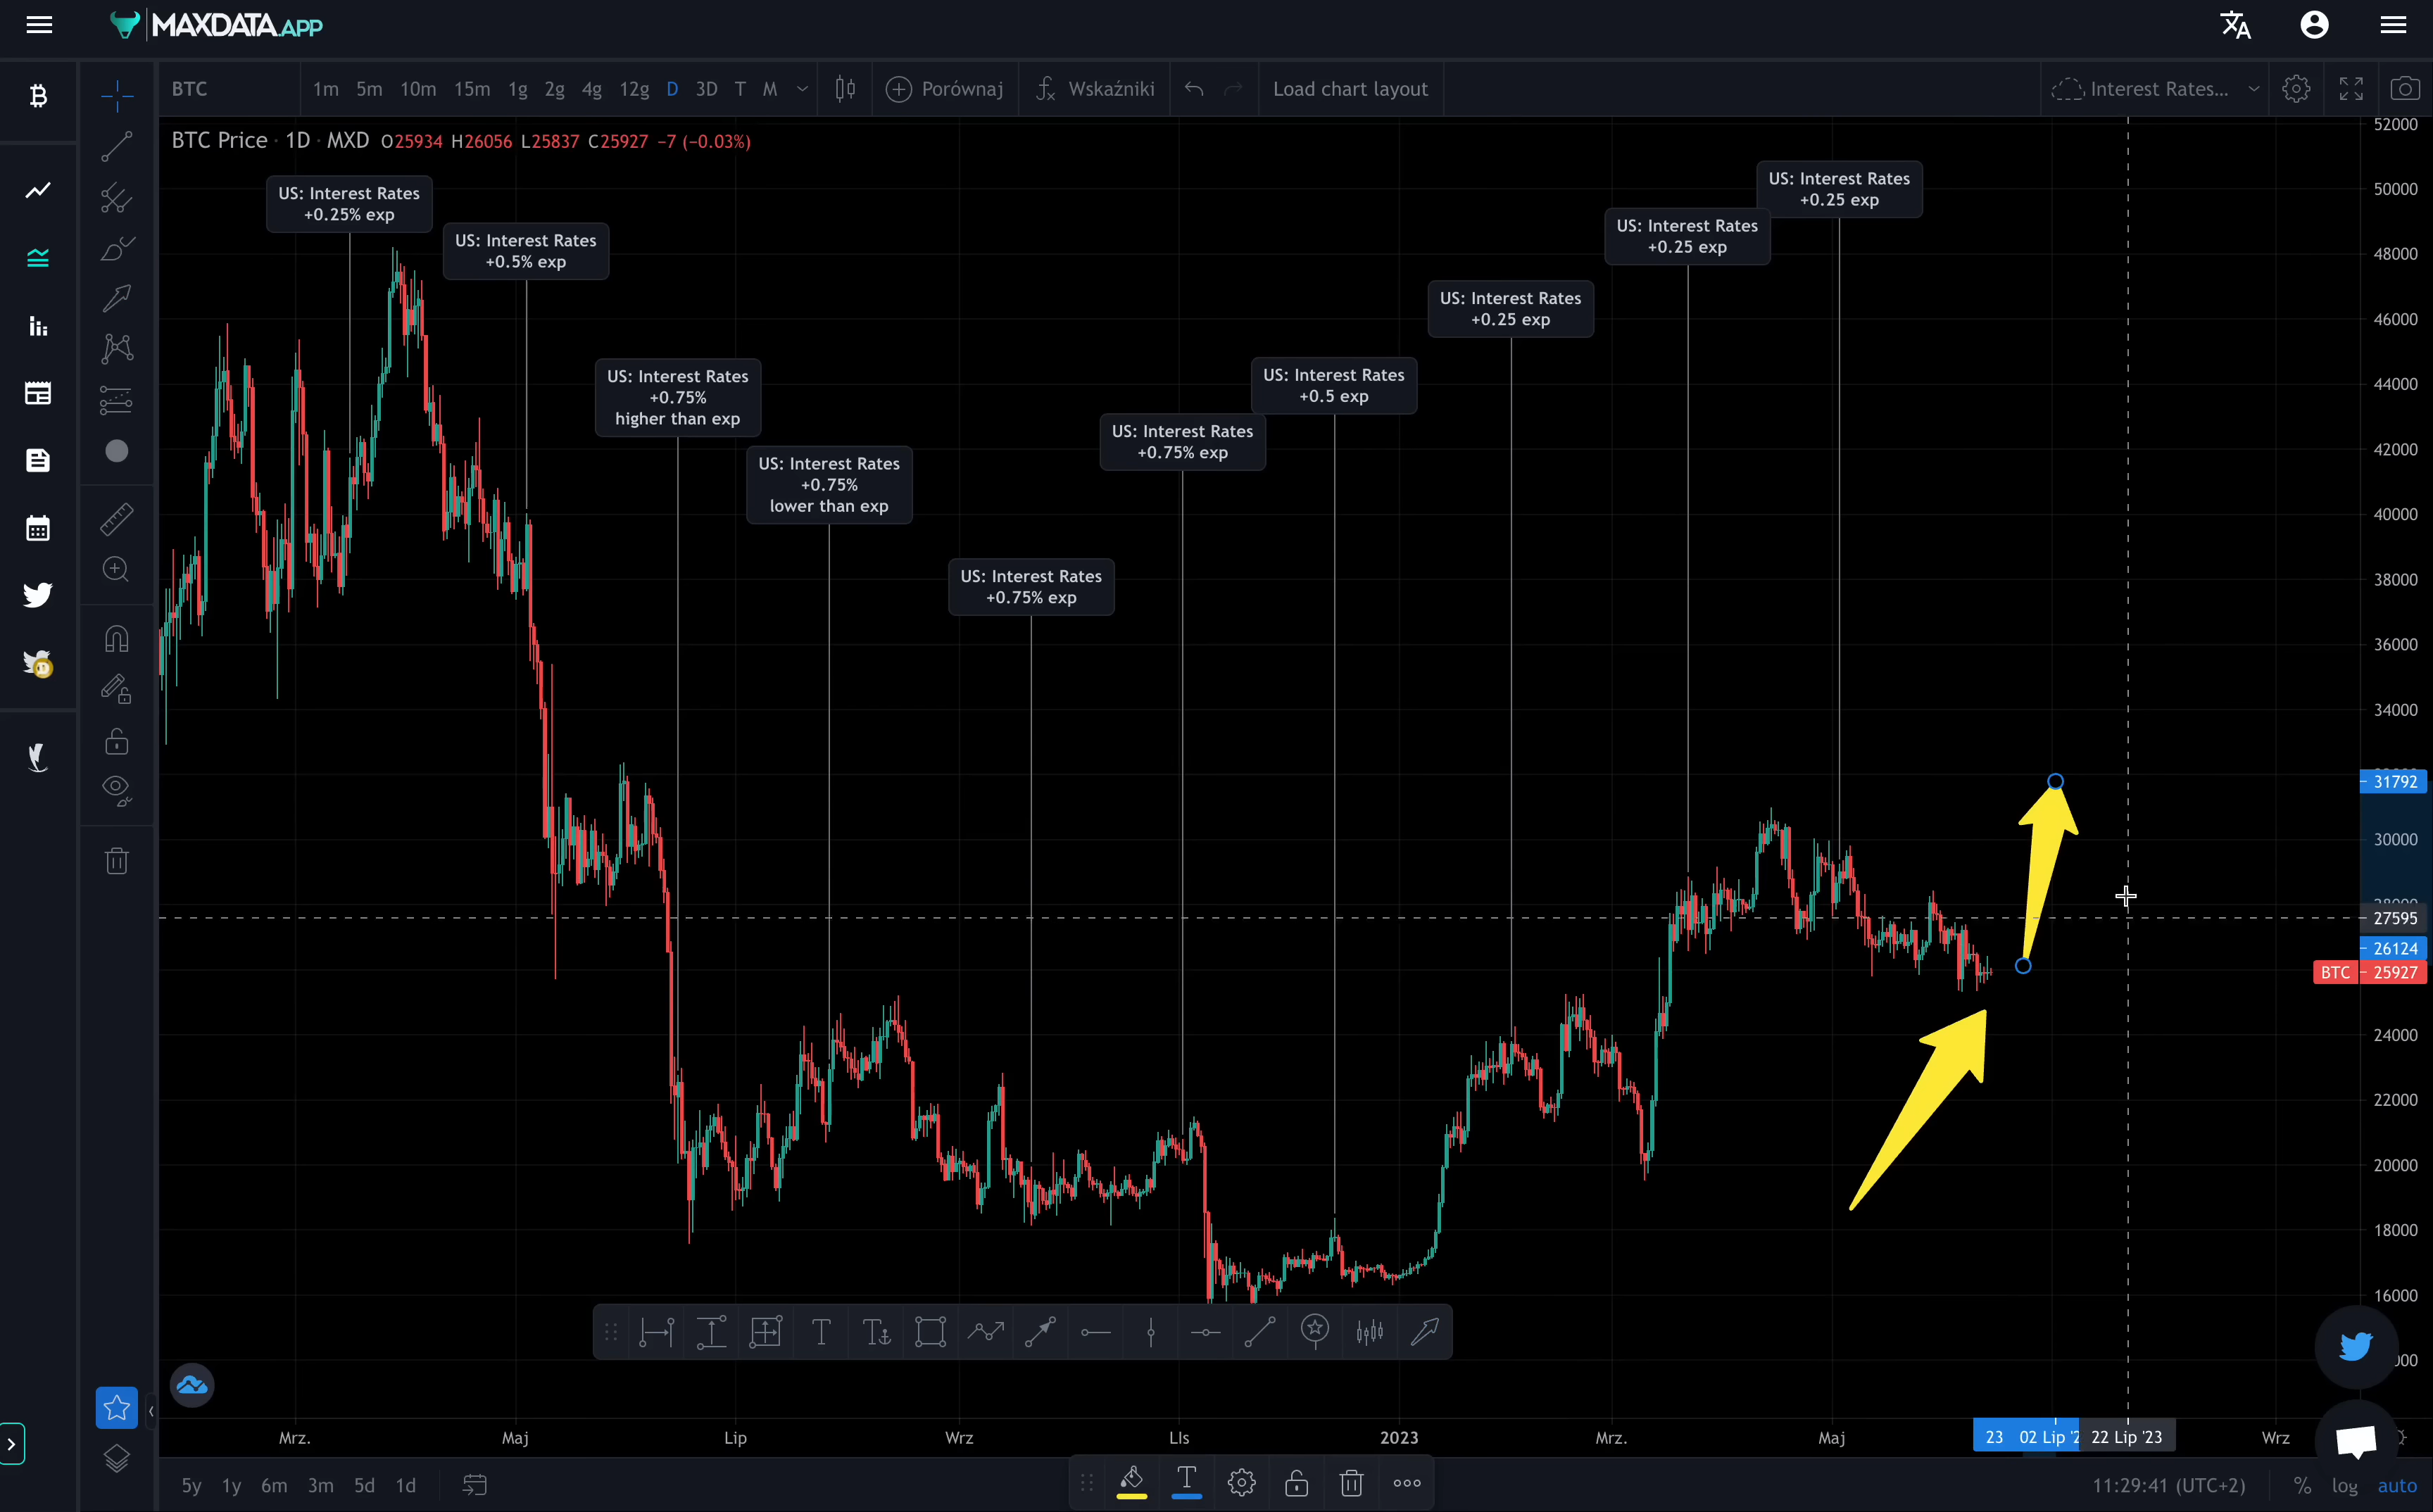 MAXDATA.APP
BTC
1m 5m 10m 15m 1g 2g 4g 12g D 3D T M
Porównaj
Wskaźniki
Load chart layout
Interest Rates...
BTC Price · 1D · MXD O25934 H26056 L25837 C25927 −7 (−0.03%)
US: Interest Rates
+0.25% exp
US: Interest Rates
+0.5% exp
US: Interest Rates
+0.75%
higher than exp
US: Interest Rates
+0.75%
lower than exp
US: Interest Rates
+0.75% exp
US: Interest Rates
+0.75% exp
US: Interest Rates
+0.5 exp
US: Interest Rates
+0.25 exp
US: Interest Rates
+0.25 exp
US: Interest Rates
+0.25 exp
52000
50000
48000
46000
44000
42000
40000
38000
36000
34000
31792
30000
27595
26124
BTC 25927
24000
22000
20000
18000
16000
Mrz. Maj Lip Wrz LIs 2023 Mrz. Maj 23 02 Lip '2 22 Lip '23 Wrz
5y 1y 6m 3m 5d 1d
11:29:41 (UTC+2) % log auto